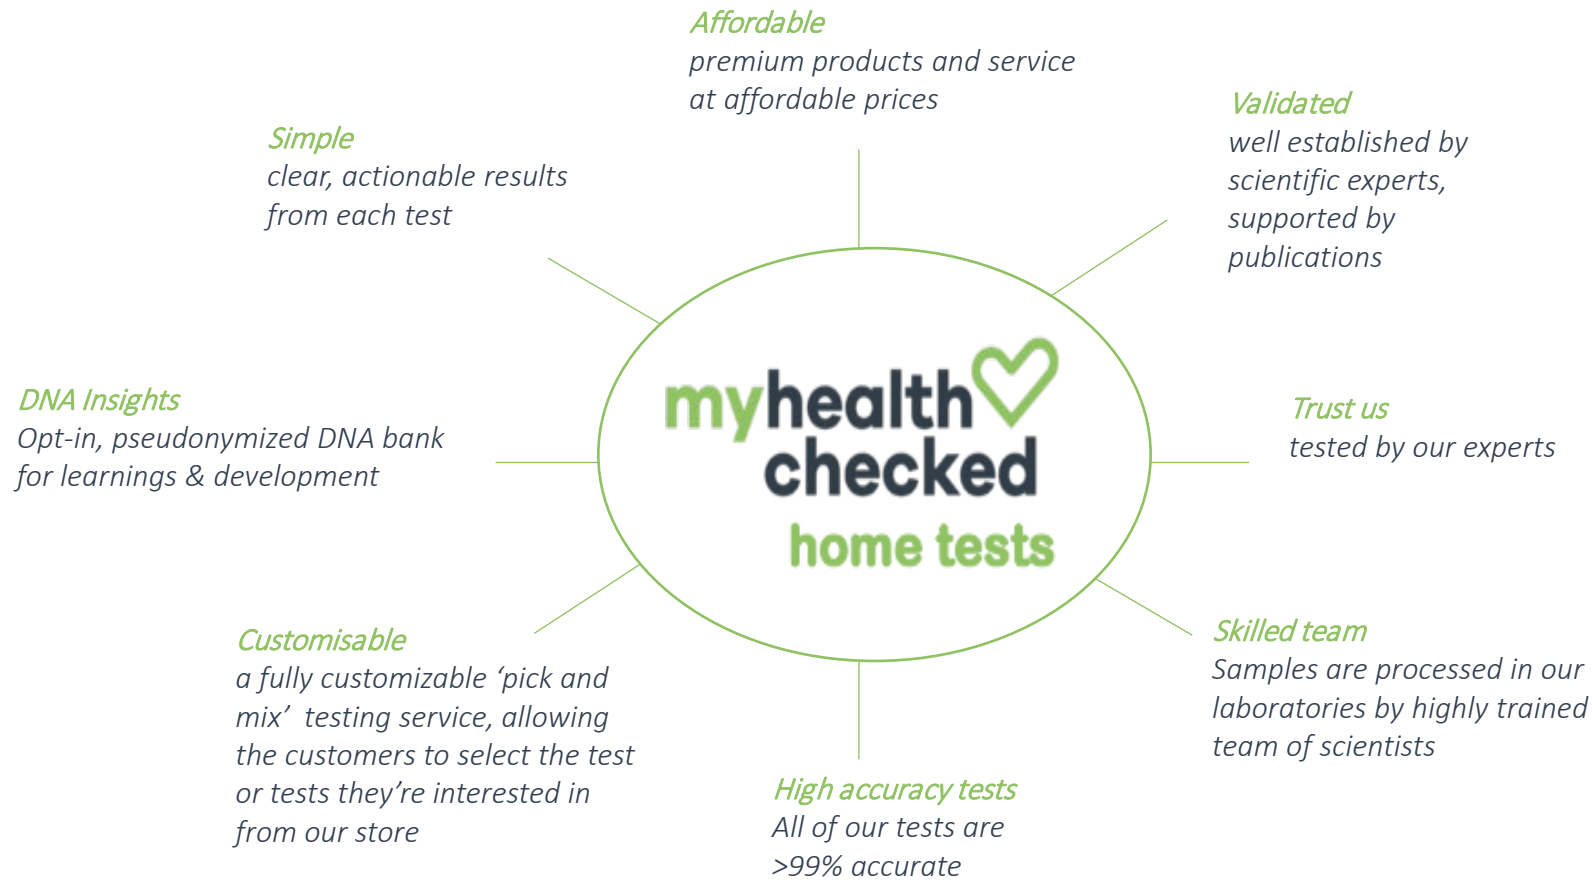 Affordable
premium products and service
at affordable prices
Validated
well established by
scientific experts,
supported by
publications
Simple
clear, actionable results
from each test
myhealth
checked
home tests
DNA Insights
Opt-in, pseudonymized DNA bank
for learnings & development
Trust us
tested by our experts
Customisable
a fully customizable ‘pick and
mix’  testing service, allowing
the customers to select the test
or tests they’re interested in
from our store
Skilled team
Samples are processed in our
laboratories by highly trained
team of scientists
High accuracy tests
All of our tests are
>99% accurate